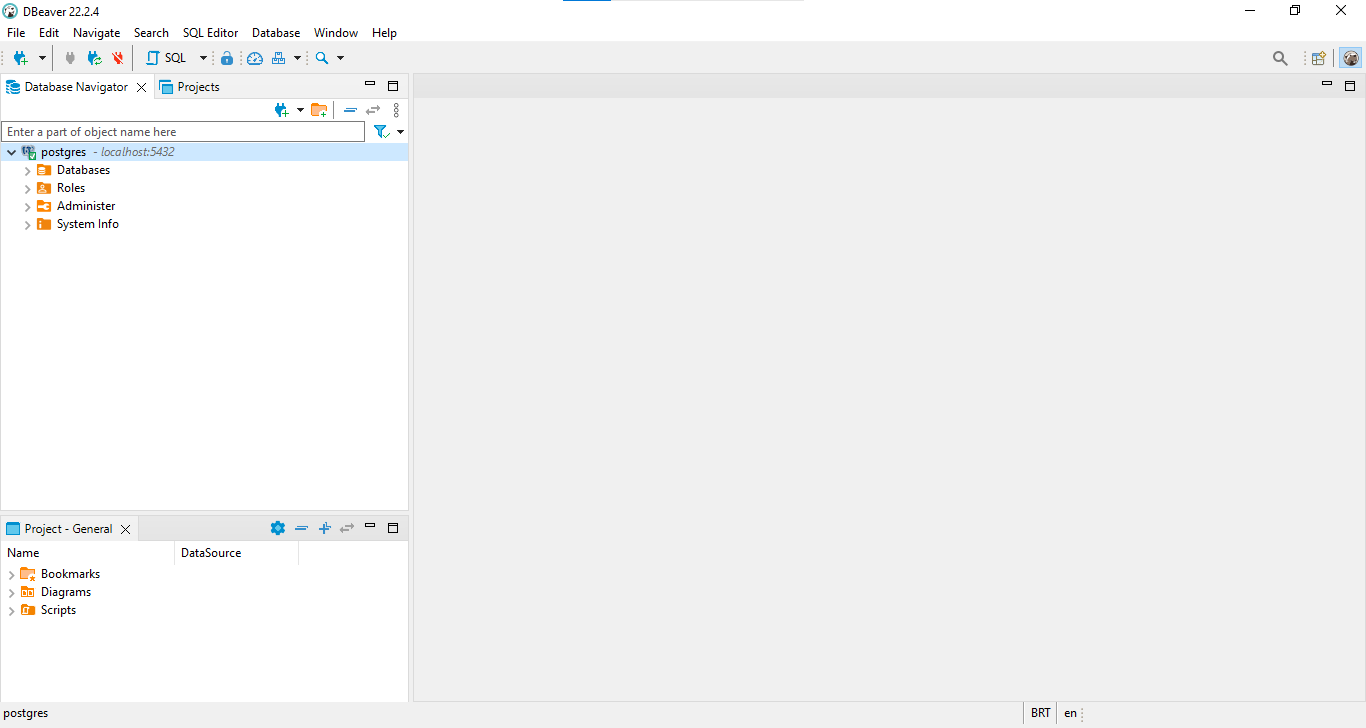 DBeaver 22.2.4
File Edit Navigate Search SQL Editor Database Window Help
SQL
Database Navigator Projects
Enter a part of object name here
postgres - localhost:5432
Databases
Roles
Administer
System Info
Project - General
Name DataSource
Bookmarks
Diagrams
Scripts
postgres BRT en